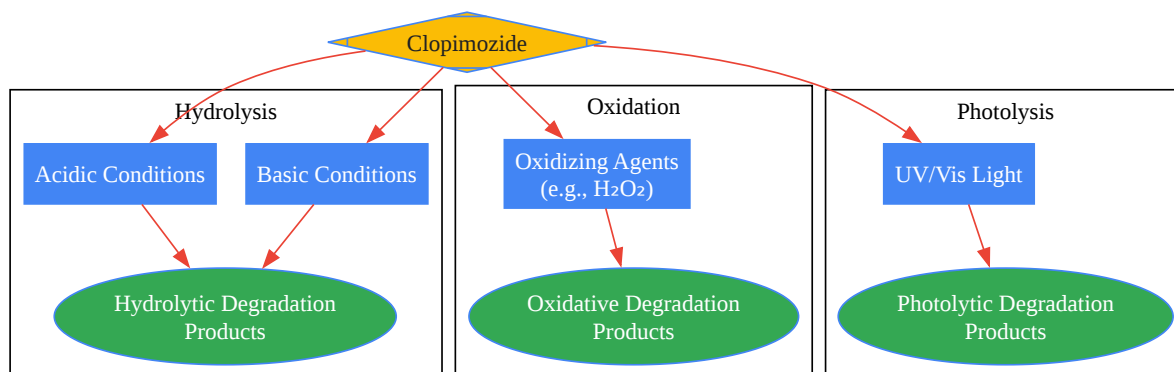 Clopimozide
Hydrolysis
Oxidation
Photolysis
Acidic Conditions
Basic Conditions
Oxidizing Agents
(e.g., H₂O₂)
UV/Vis Light
Hydrolytic Degradation
Products
Oxidative Degradation
Products
Photolytic Degradation
Products